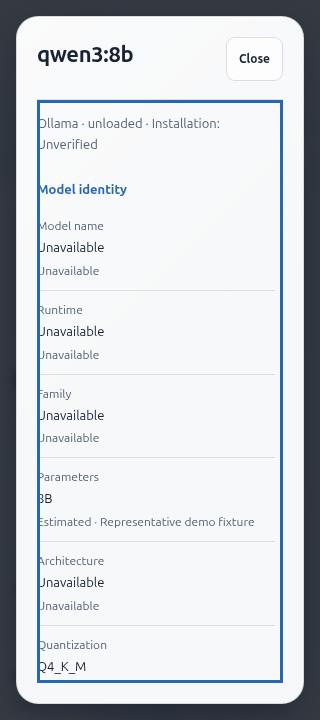 qwen3:8b
Close
Ollama · unloaded · Installation:
Unverified
Model identity
Model name
Unavailable
Unavailable
Runtime
Unavailable
Unavailable
Family
Unavailable
Unavailable
Parameters
8B
Estimated · Representative demo fixture
Architecture
Unavailable
Unavailable
Quantization
Q4_K_M